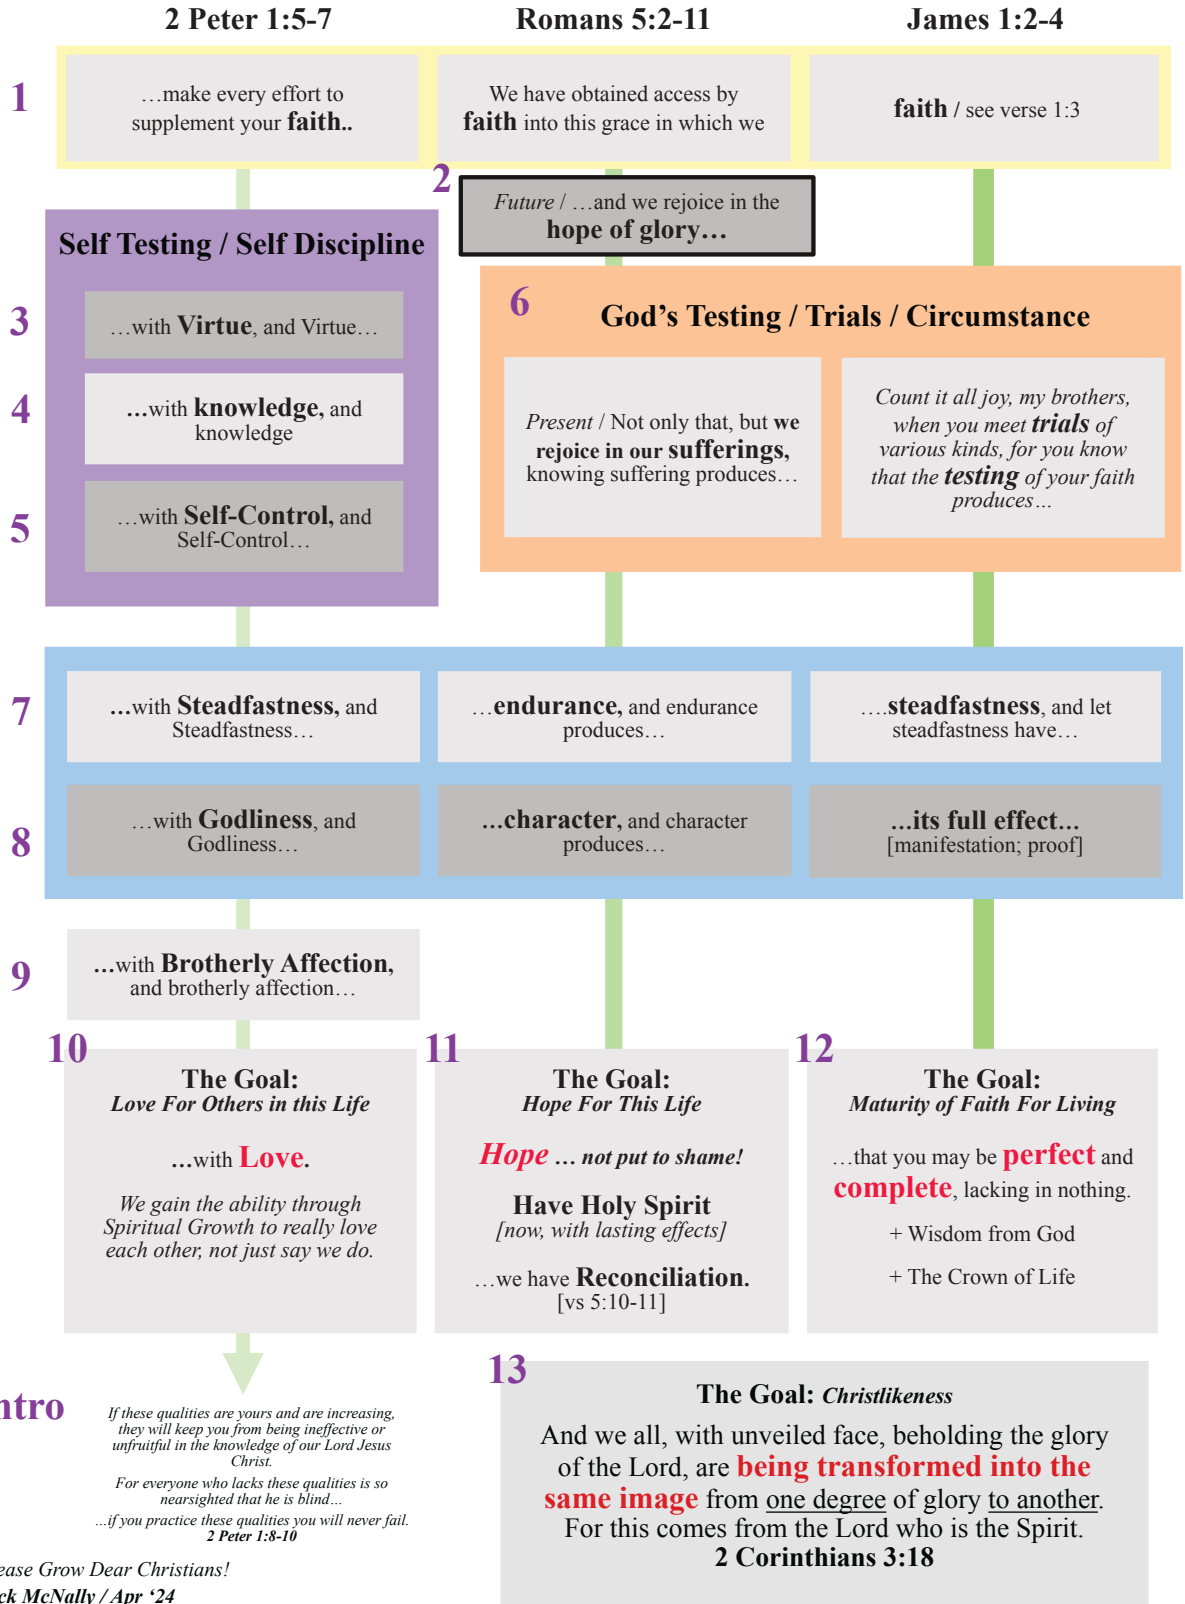 2 Peter 1:5-7
Romans 5:2-11
James 1:2-4
1
…make every effort to
supplement your faith..
We have obtained access by
faith into this grace in which we
faith / see verse 1:3
2
Future / …and we rejoice in the
hope of glory…
Self Testing / Self Discipline
3
…with Virtue, and Virtue…
4
…with knowledge, and
knowledge
5
…with Self-Control, and
Self-Control…
6
God’s Testing / Trials / Circumstance
Present / Not only that, but we
rejoice in our sufferings,
knowing suffering produces…
Count it all joy, my brothers,
when you meet trials of
various kinds, for you know
that the testing of your faith
produces…
7
…with Steadfastness, and
Steadfastness…
…endurance, and endurance
produces…
….steadfastness, and let
steadfastness have…
8
…with Godliness, and
Godliness…
…character, and character
produces…
…its full effect…
[manifestation; proof]
9
…with Brotherly Affection,
and brotherly affection…
10
The Goal:
Love For Others in this Life
…with Love.
We gain the ability through
Spiritual Growth to really love
each other, not just say we do.
11
The Goal:
Hope For This Life
Hope … not put to shame!
Have Holy Spirit
[now, with lasting effects]
…we have Reconciliation.
[vs 5:10-11]
12
The Goal:
Maturity of Faith For Living
…that you may be perfect and
complete, lacking in nothing.
+ Wisdom from God
+ The Crown of Life
ntro
If these qualities are yours and are increasing,
they will keep you from being ineffective or
unfruitful in the knowledge of our Lord Jesus
Christ.
For everyone who lacks these qualities is so
nearsighted that he is blind…
…if you practice these qualities you will never fail.
2 Peter 1:8-10
ease Grow Dear Christians!
ck McNally / Apr ‘24
13
The Goal: Christlikeness
And we all, with unveiled face, beholding the glory
of the Lord, are being transformed into the
same image from one degree of glory to another.
For this comes from the Lord who is the Spirit.
2 Corinthians 3:18